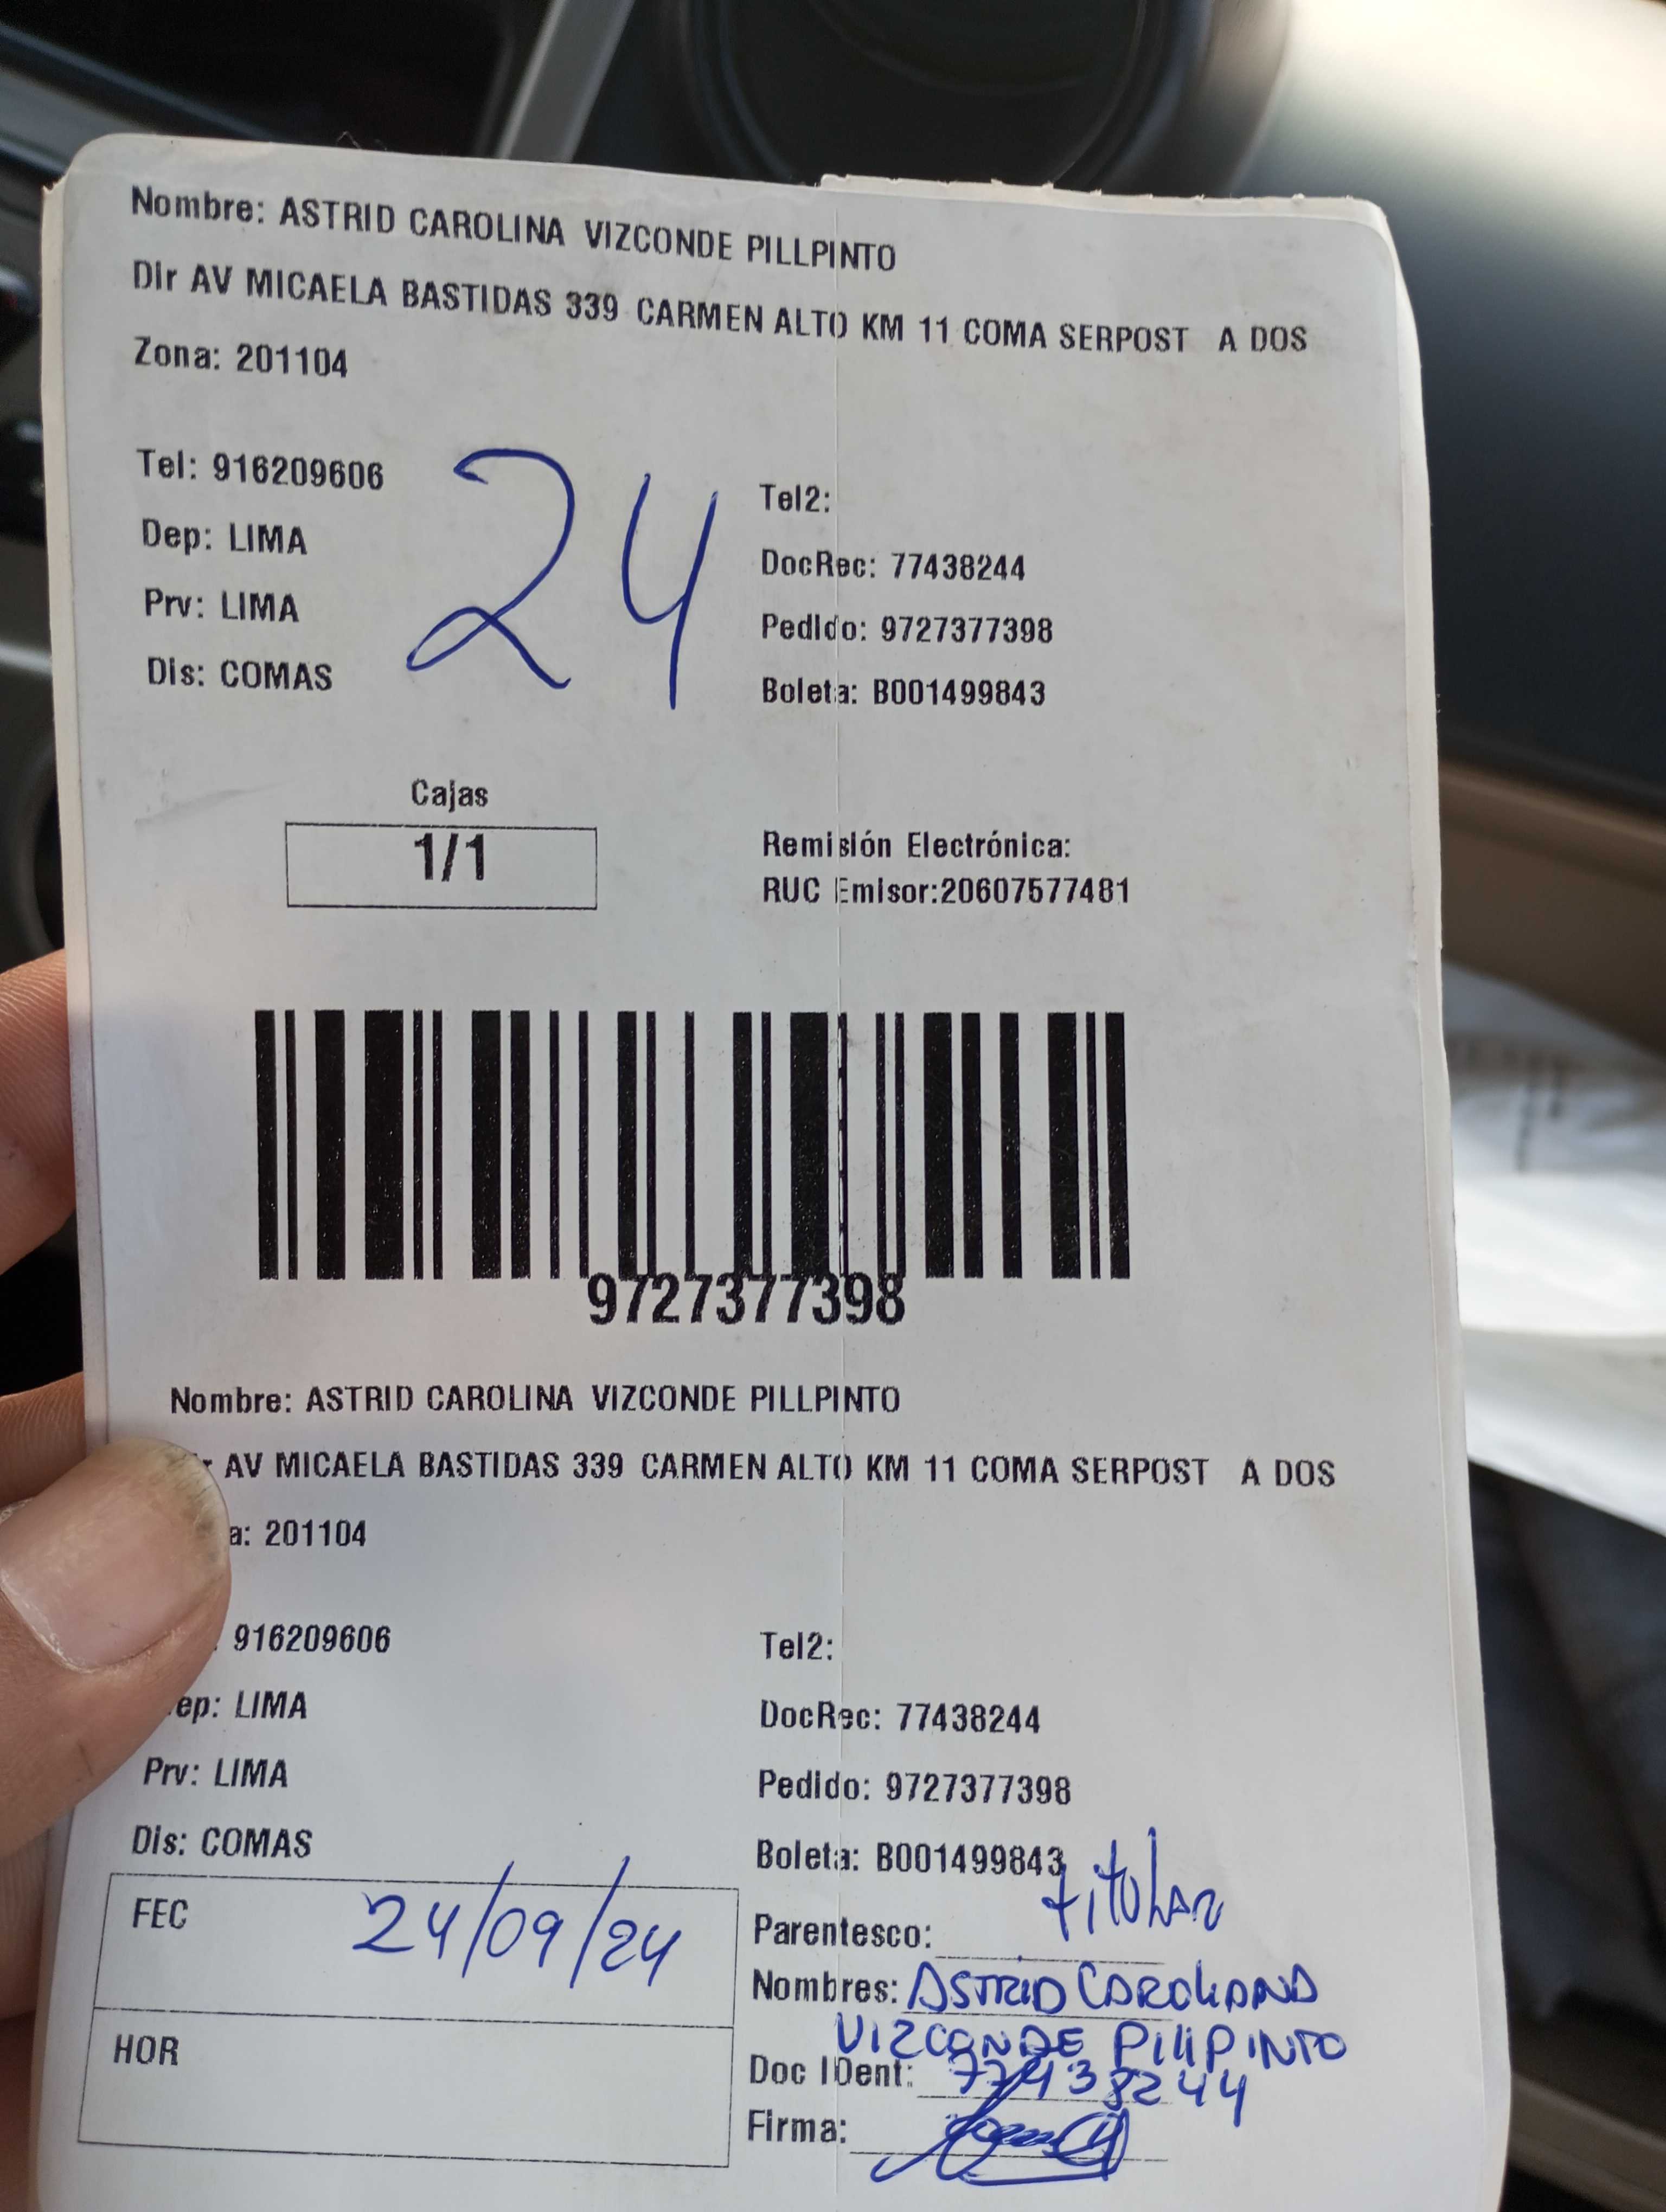 Nombre: ASTRID CAROLINA VIZCONDE PILLPINTO
Dir AV MICAELA BASTIDAS 339 CARMEN ALTO KM 11 COMA SERPOST A DOS
Zona: 201104
Tel: 916209606
24
Tel2:
Dep: LIMA
DocRec: 77438244
Prv: LIMA
Pedido: 9727377398
Dis: COMAS
Boleta: B001499843
Cajas
1/1
Remisión Electrónica:
RUC Emisor:20607577481
9727377398
Nombre: ASTRID CAROLINA VIZCONDE PILLPINTO
r AV MICAELA BASTIDAS 339 CARMEN ALTO KM 11 COMA SERPOST A DOS
a: 201104
916209606
Tel2:
ep: LIMA
DocRec: 77438244
Prv: LIMA
Pedido: 9727377398
Dis: COMAS
Boleta: B001499843
FEC 24/09/24
Parentesco: titular
Nombres: ASTRID CAROLIANA
VIZCONDE PILLPINTO
HOR
Doc IDent: 77438244
Firma: